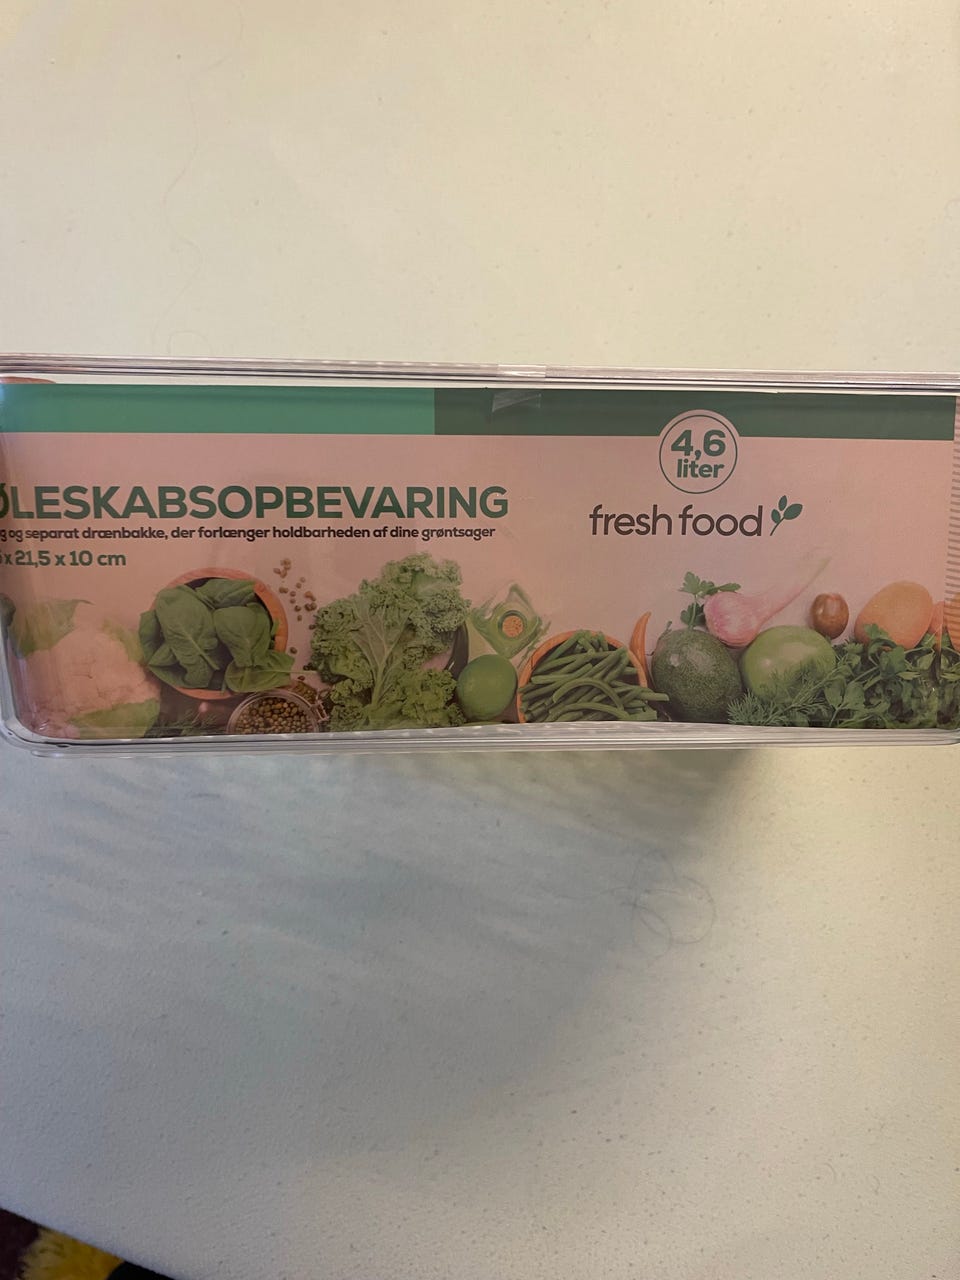 4,6
liter
ØLESKABSOPBEVARING
fresh food
g og separat drænbakke, der forlænger holdbarheden af dine grøntsager
x 21,5 x 10 cm